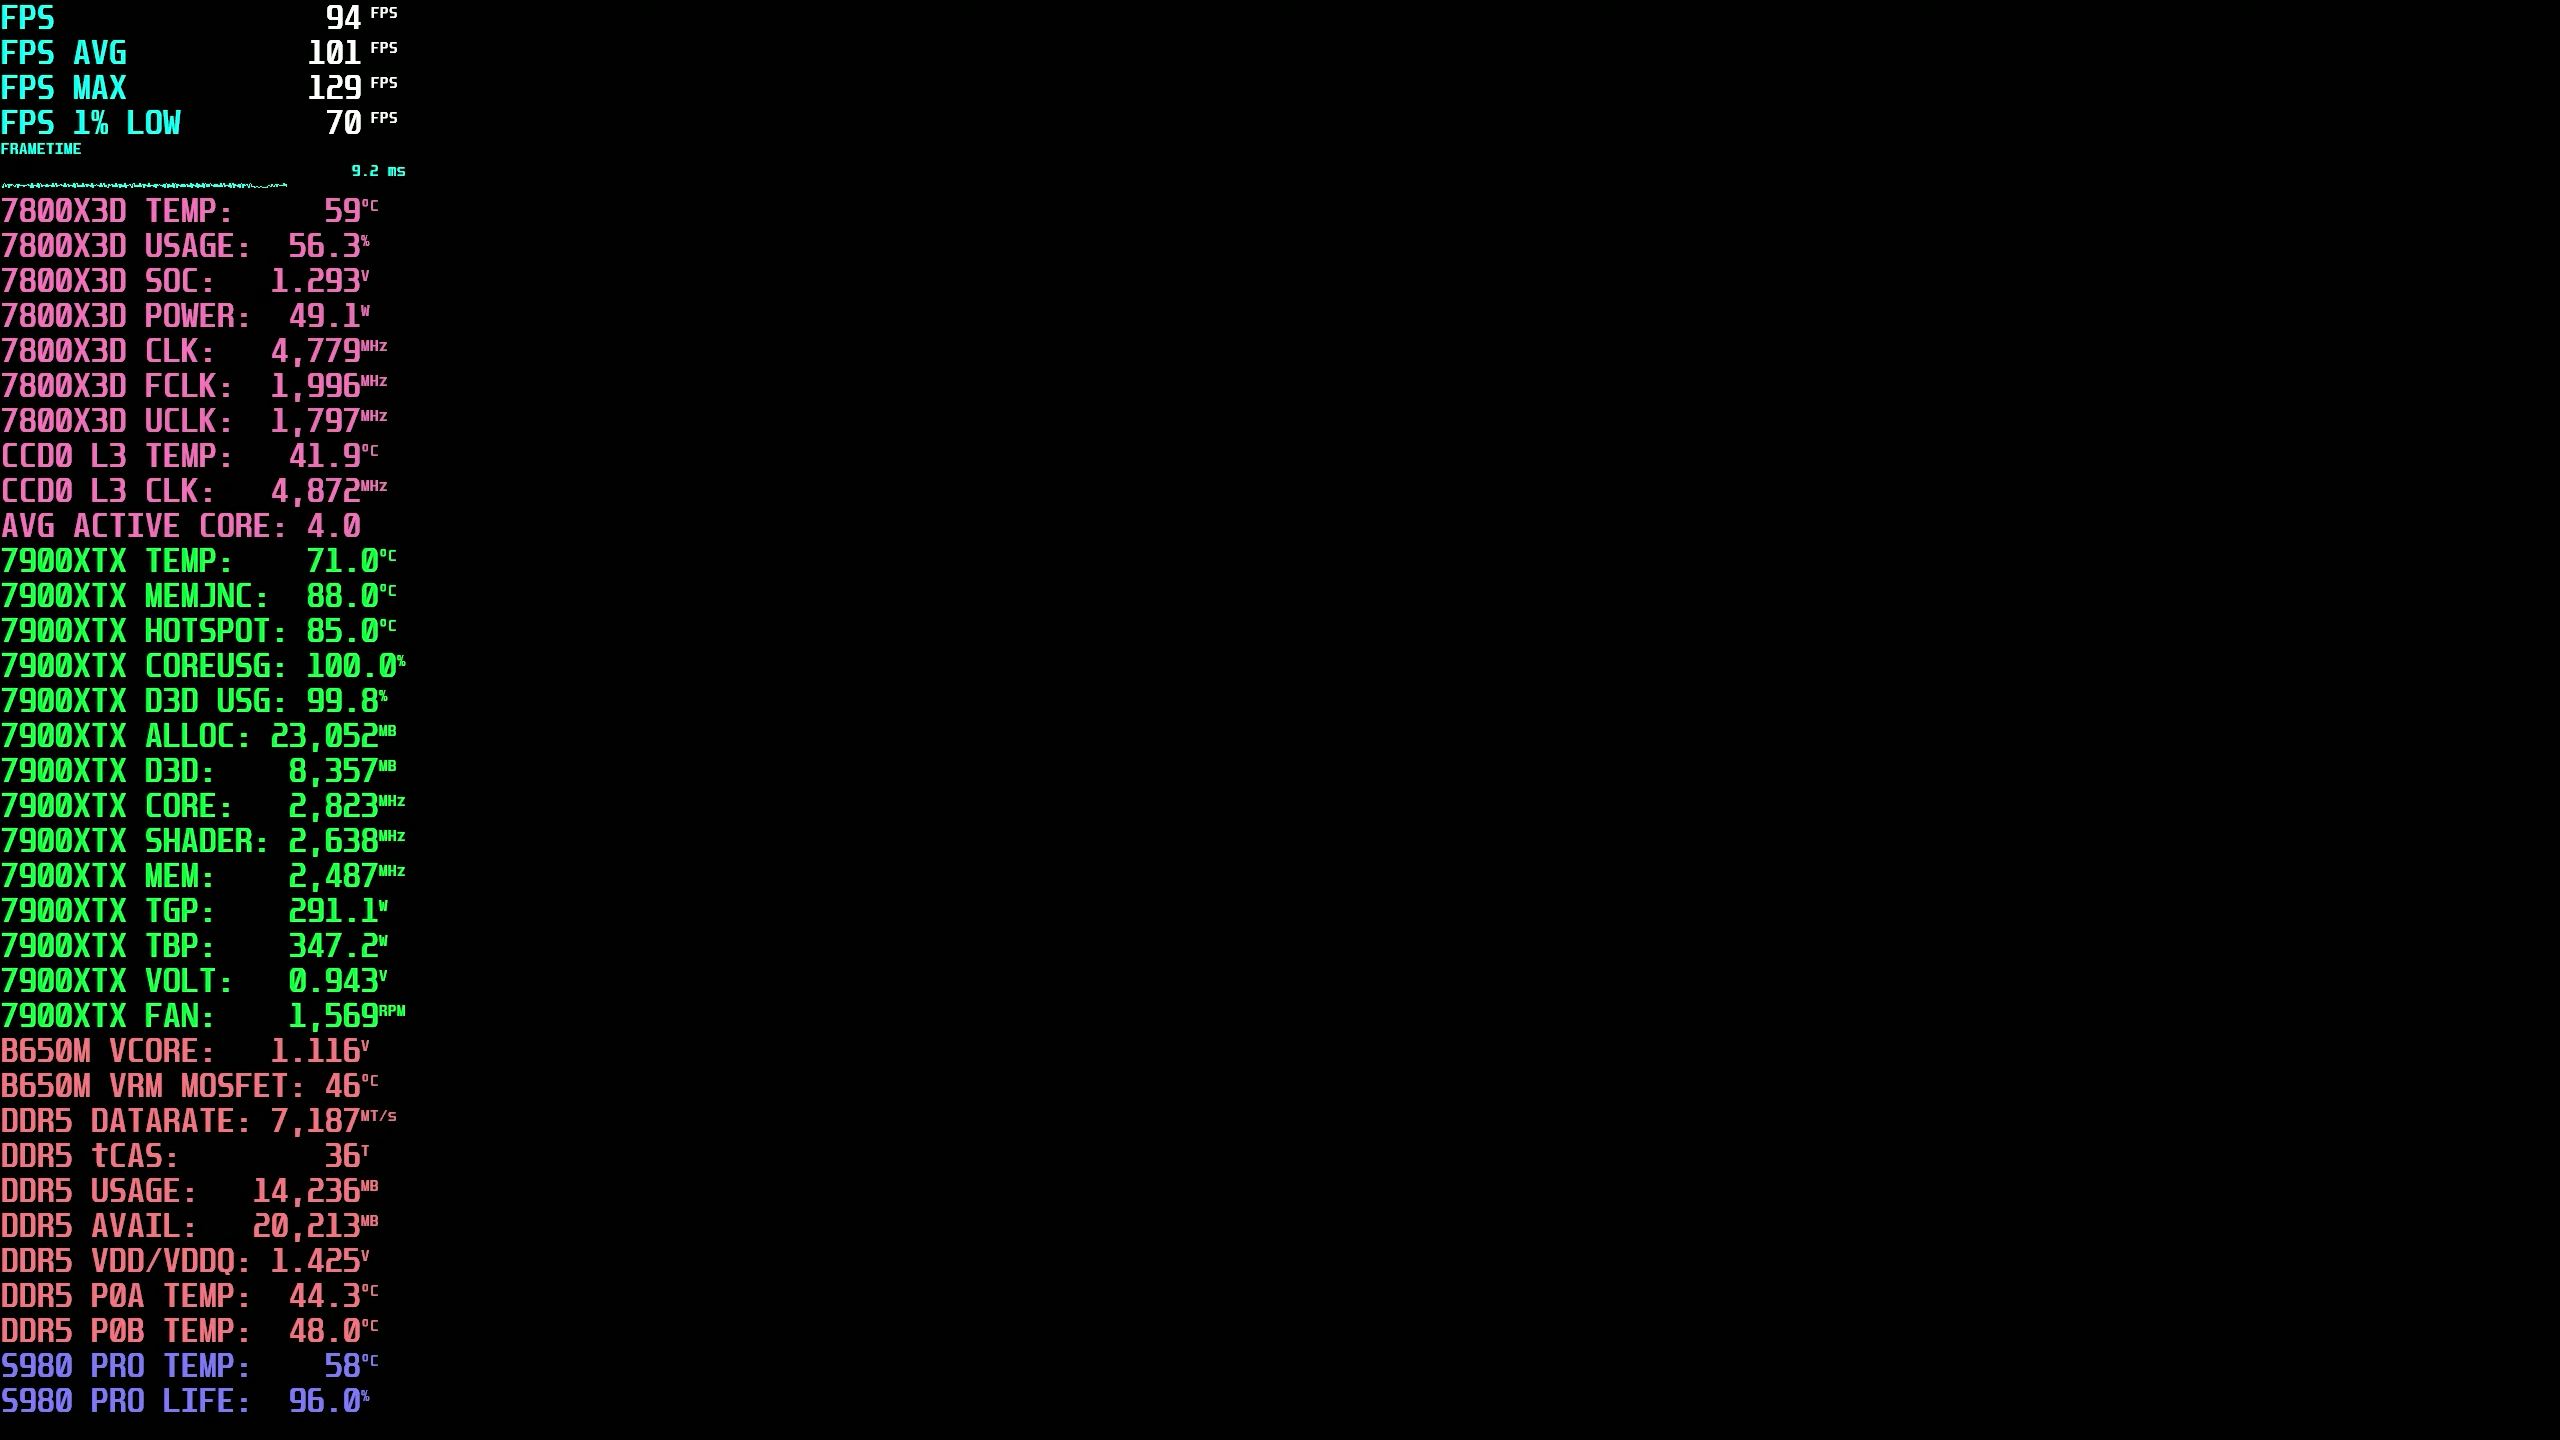 FPS 94 FPS
FPS AVG 101 FPS
FPS MAX 129 FPS
FPS 1% LOW 70 FPS
FRAMETIME
9.2 ms
7800X3D TEMP: 59°C
7800X3D USAGE: 56.3%
7800X3D SOC: 1.293V
7800X3D POWER: 49.1W
7800X3D CLK: 4,779MHz
7800X3D FCLK: 1,996MHz
7800X3D UCLK: 1,797MHz
CCD0 L3 TEMP: 41.9°C
CCD0 L3 CLK: 4,872MHz
AVG ACTIVE CORE: 4.0
7900XTX TEMP: 71.0°C
7900XTX MEMJNC: 88.0°C
7900XTX HOTSPOT: 85.0°C
7900XTX COREUSG: 100.0%
7900XTX D3D USG: 99.8%
7900XTX ALLOC: 23,052MB
7900XTX D3D: 8,357MB
7900XTX CORE: 2,823MHz
7900XTX SHADER: 2,638MHz
7900XTX MEM: 2,487MHz
7900XTX TGP: 291.1W
7900XTX TBP: 347.2W
7900XTX VOLT: 0.943V
7900XTX FAN: 1,569RPM
B650M VCORE: 1.116V
B650M VRM MOSFET: 46°C
DDR5 DATARATE: 7,187MT/s
DDR5 tCAS: 36T
DDR5 USAGE: 14,236MB
DDR5 AVAIL: 20,213MB
DDR5 VDD/VDDQ: 1.425V
DDR5 P0A TEMP: 44.3°C
DDR5 P0B TEMP: 48.0°C
S980 PRO TEMP: 58°C
S980 PRO LIFE: 96.0%